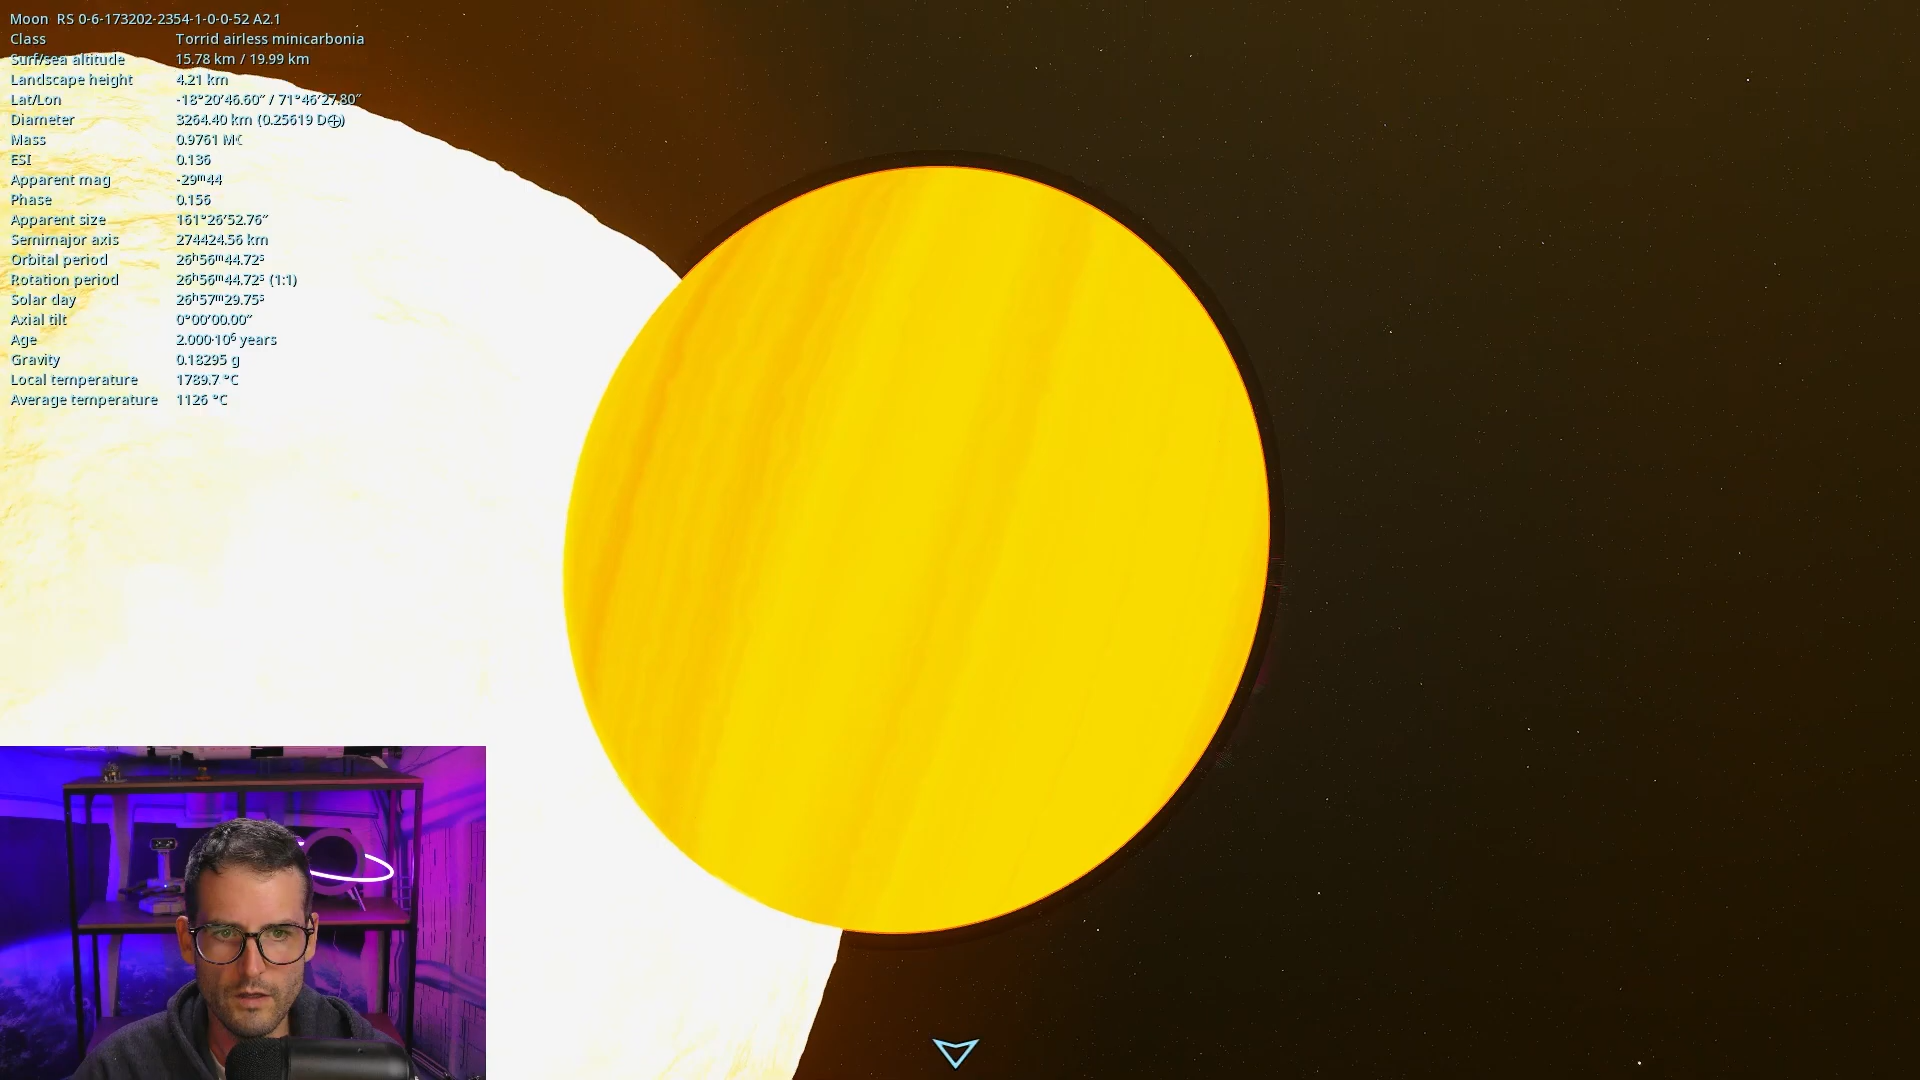 Moon RS 0-6-173202-2354-1-0-0-52 A2.1
Class Torrid airless minicarbonia
Surf/sea altitude 15.78 km / 19.99 km
Landscape height 4.21 km
Lat/Lon -18°20′46.60″ / 71°46′27.80″
Diameter 3264.40 km (0.25619 D⊕)
Mass 0.9761 M☾
ESI 0.136
Apparent mag -29ᵐ44
Phase 0.156
Apparent size 161°26′52.76″
Semimajor axis 274424.56 km
Orbital period 26ʰ56ᵐ44.72ˢ
Rotation period 26ʰ56ᵐ44.72ˢ (1:1)
Solar day 26ʰ57ᵐ29.75ˢ
Axial tilt 0°00′00.00″
Age 2.000·10⁶ years
Gravity 0.18295 g
Local temperature 1789.7 °C
Average temperature 1126 °C